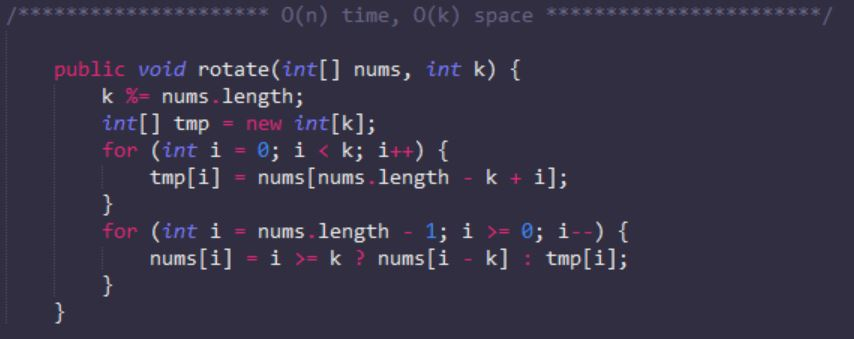 /********************* O(n) time, O(k) space ***********************/
public void rotate(int[] nums, int k) {
k %= nums.length;
int[] tmp = new int[k];
for (int i = 0; i < k; i++) {
tmp[i] = nums[nums.length - k + i];
}
for (int i = nums.length - 1; i >= 0; i--) {
nums[i] = i >= k ? nums[i - k] : tmp[i];
}
}